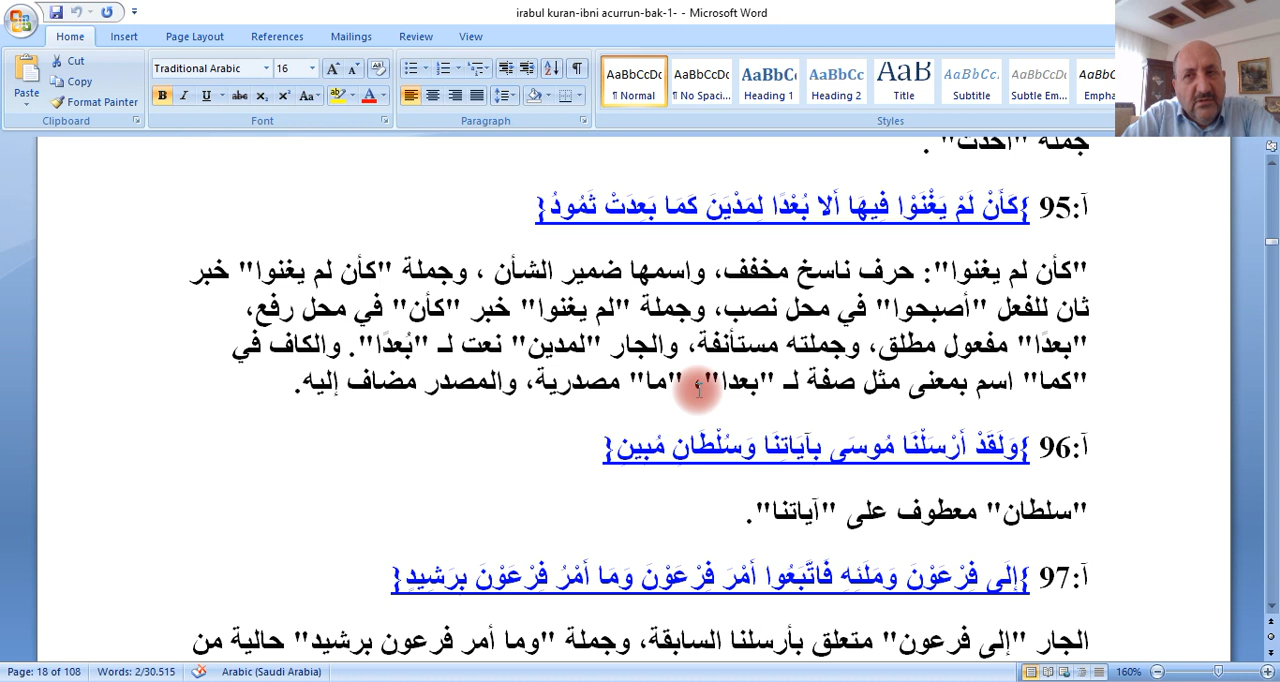 irabul kuran-ibni acurrun-bak-1- - Microsoft Word
Home Insert Page Layout References Mailings Review View
Paste Cut Copy Format Painter Clipboard
Traditional Arabic 16 Font
Paragraph
AaBbCcDc ¶ Normal AaBbCcDc ¶ No Spaci... AaBbCc Heading 1 AaBbCc Heading 2 AaB Title AaBbCc. Subtitle AaBbCcDc Subtle Em... AaBbCc Empha
Styles
جملة "أخذت" .
آ:95 }كَأَنْ لَمْ يَغْنَوْا فِيهَا أَلا بُعْدًا لِمَدْيَنَ كَمَا بَعِدَتْ ثَمُودُ{
"كأن لم يغنوا": حرف ناسخ مخفف، واسمها ضمير الشأن ، وجملة "كأن لم يغنوا" خبر
ثان للفعل "أصبحوا" في محل نصب، وجملة "لم يغنوا" خبر "كأن" في محل رفع،
"بعدًا" مفعول مطلق، وجملته مستأنفة، والجار "لمدين" نعت لـ "بُعدًا". والكاف في
"كما" اسم بمعنى مثل صفة لـ "بعدا"، "ما" مصدرية، والمصدر مضاف إليه.
آ:96 }وَلَقَدْ أَرْسَلْنَا مُوسَى بِآيَاتِنَا وَسُلْطَانٍ مُبِينٍ{
"سلطان" معطوف على "آياتنا".
آ:97 }إِلَى فِرْعَوْنَ وَمَلَئِهِ فَاتَّبَعُوا أَمْرَ فِرْعَوْنَ وَمَا أَمْرُ فِرْعَوْنَ بِرَشِيدٍ{
الجار "إلى فرعون" متعلق بأرسلنا السابقة، وجملة "وما أمر فرعون برشيد" حالية من
Page: 18 of 108 Words: 2/30.515 Arabic (Saudi Arabia) 160%